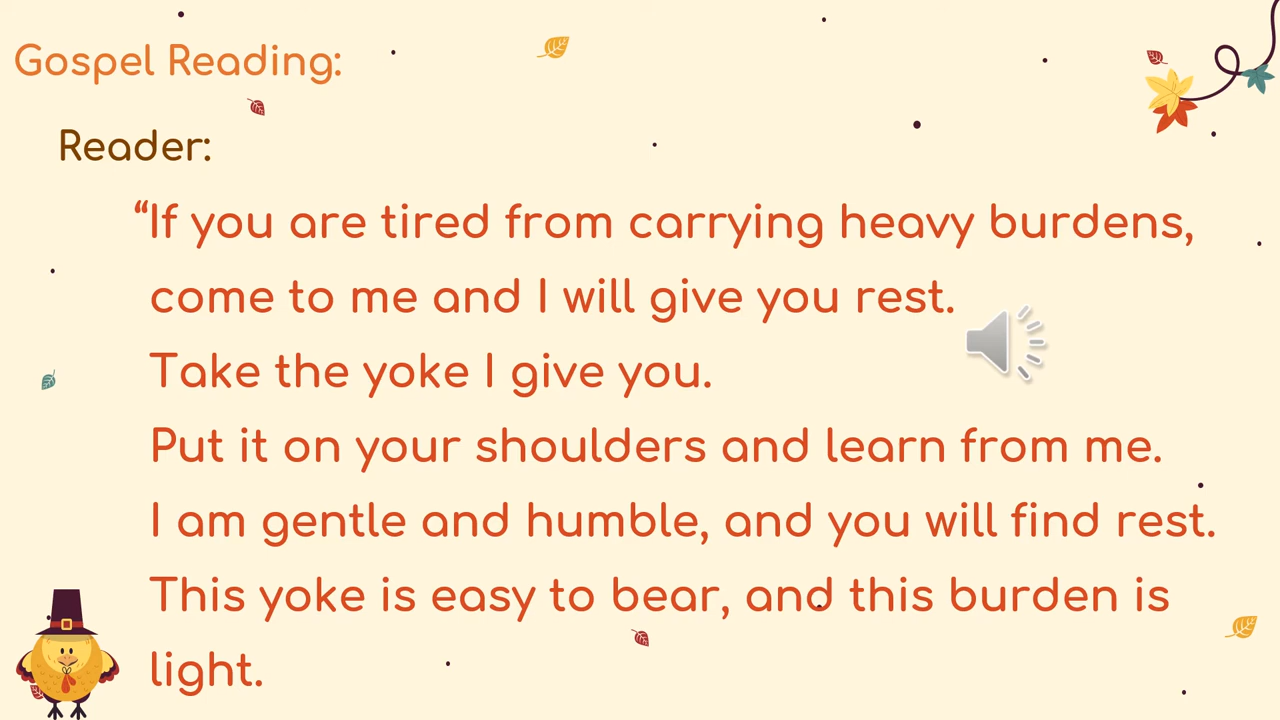 Gospel Reading:
Reader:
“If you are tired from carrying heavy burdens,
come to me and I will give you rest.
Take the yoke I give you.
Put it on your shoulders and learn from me.
I am gentle and humble, and you will find rest.
This yoke is easy to bear, and this burden is
light.